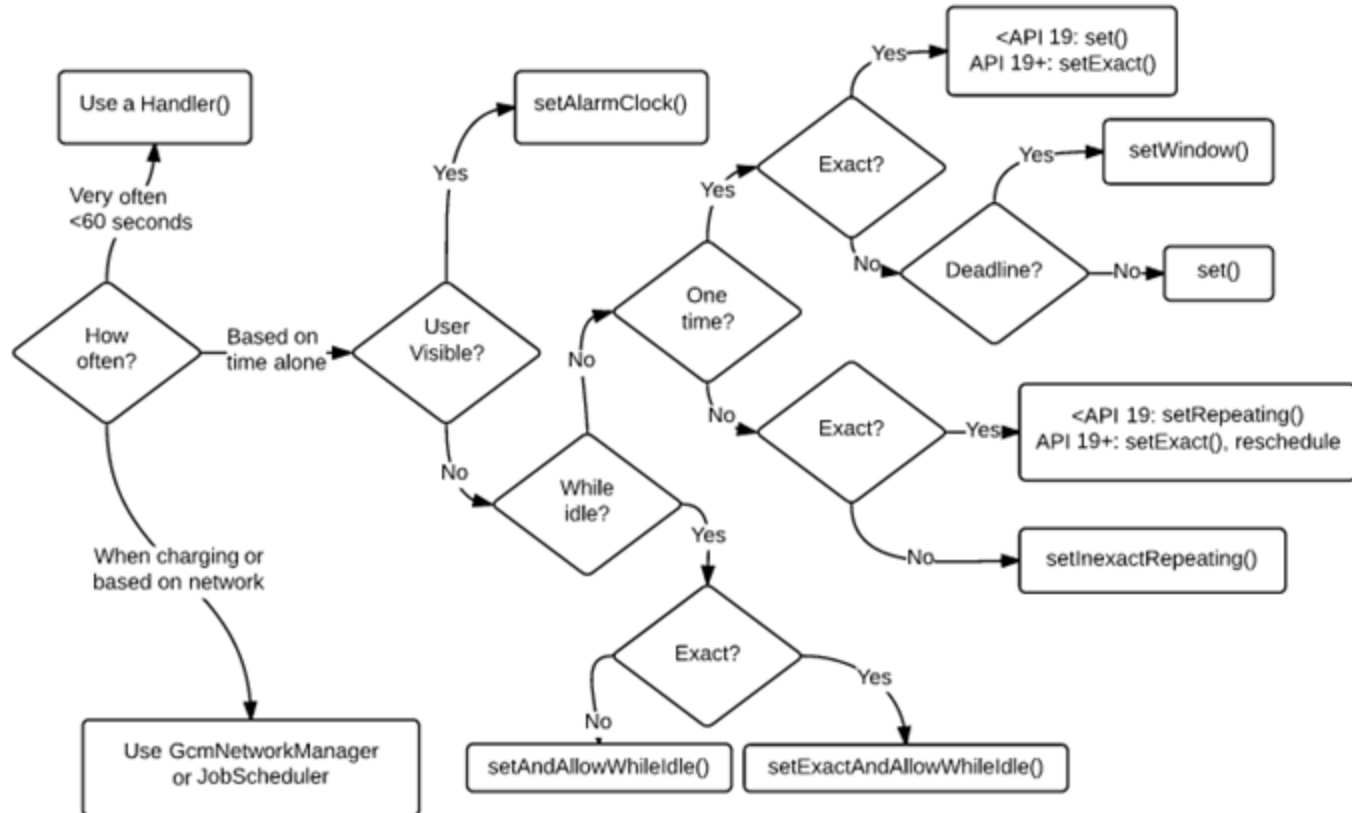 <API 19: set()
API 19+: setExact()
Yes
Use a Handler()
setAlarmClock()
Yes
setWindow()
Exact?
Yes
Yes
Very often
<60 seconds
No
Deadline?
No
set()
One
time?
How
often?
Based on
time alone
User
Visible?
No
No
Exact?
Yes
<API 19: setRepeating()
API 19+: setExact(), reschedule
No
While
idle?
Yes
When charging or
based on network
No
setInexactRepeating()
Exact?
Yes
No
Use GcmNetworkManager
or JobScheduler
setAndAllowWhileIdle()
setExactAndAllowWhileIdle()